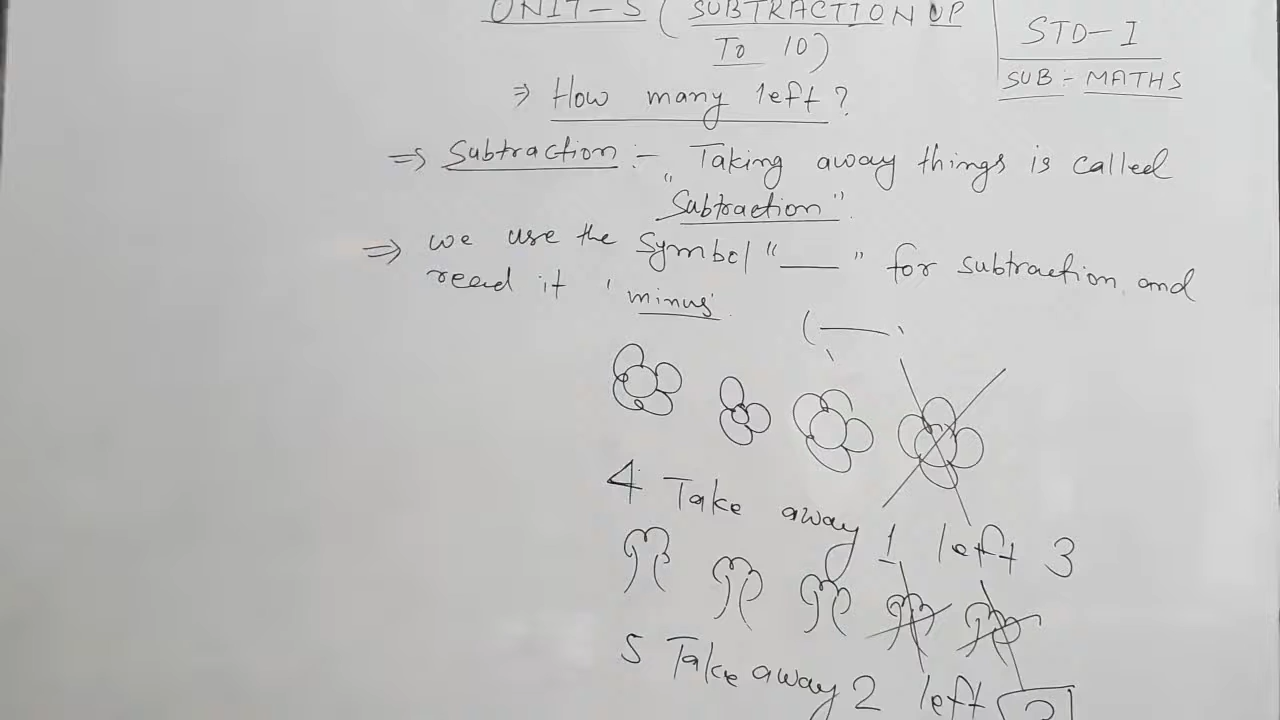 UNIT-5 ( SUBTRACTION UP
TO 10)
STD-I
SUB:- MATHS
⇒ How many left?
⇒ Subtraction :- Taking away things is called
"Subtraction".
⇒ we use the symbol "—" for subtraction and
read it 'minus'.
(—)
4 Take away 1 left 3
5 Take away 2 left